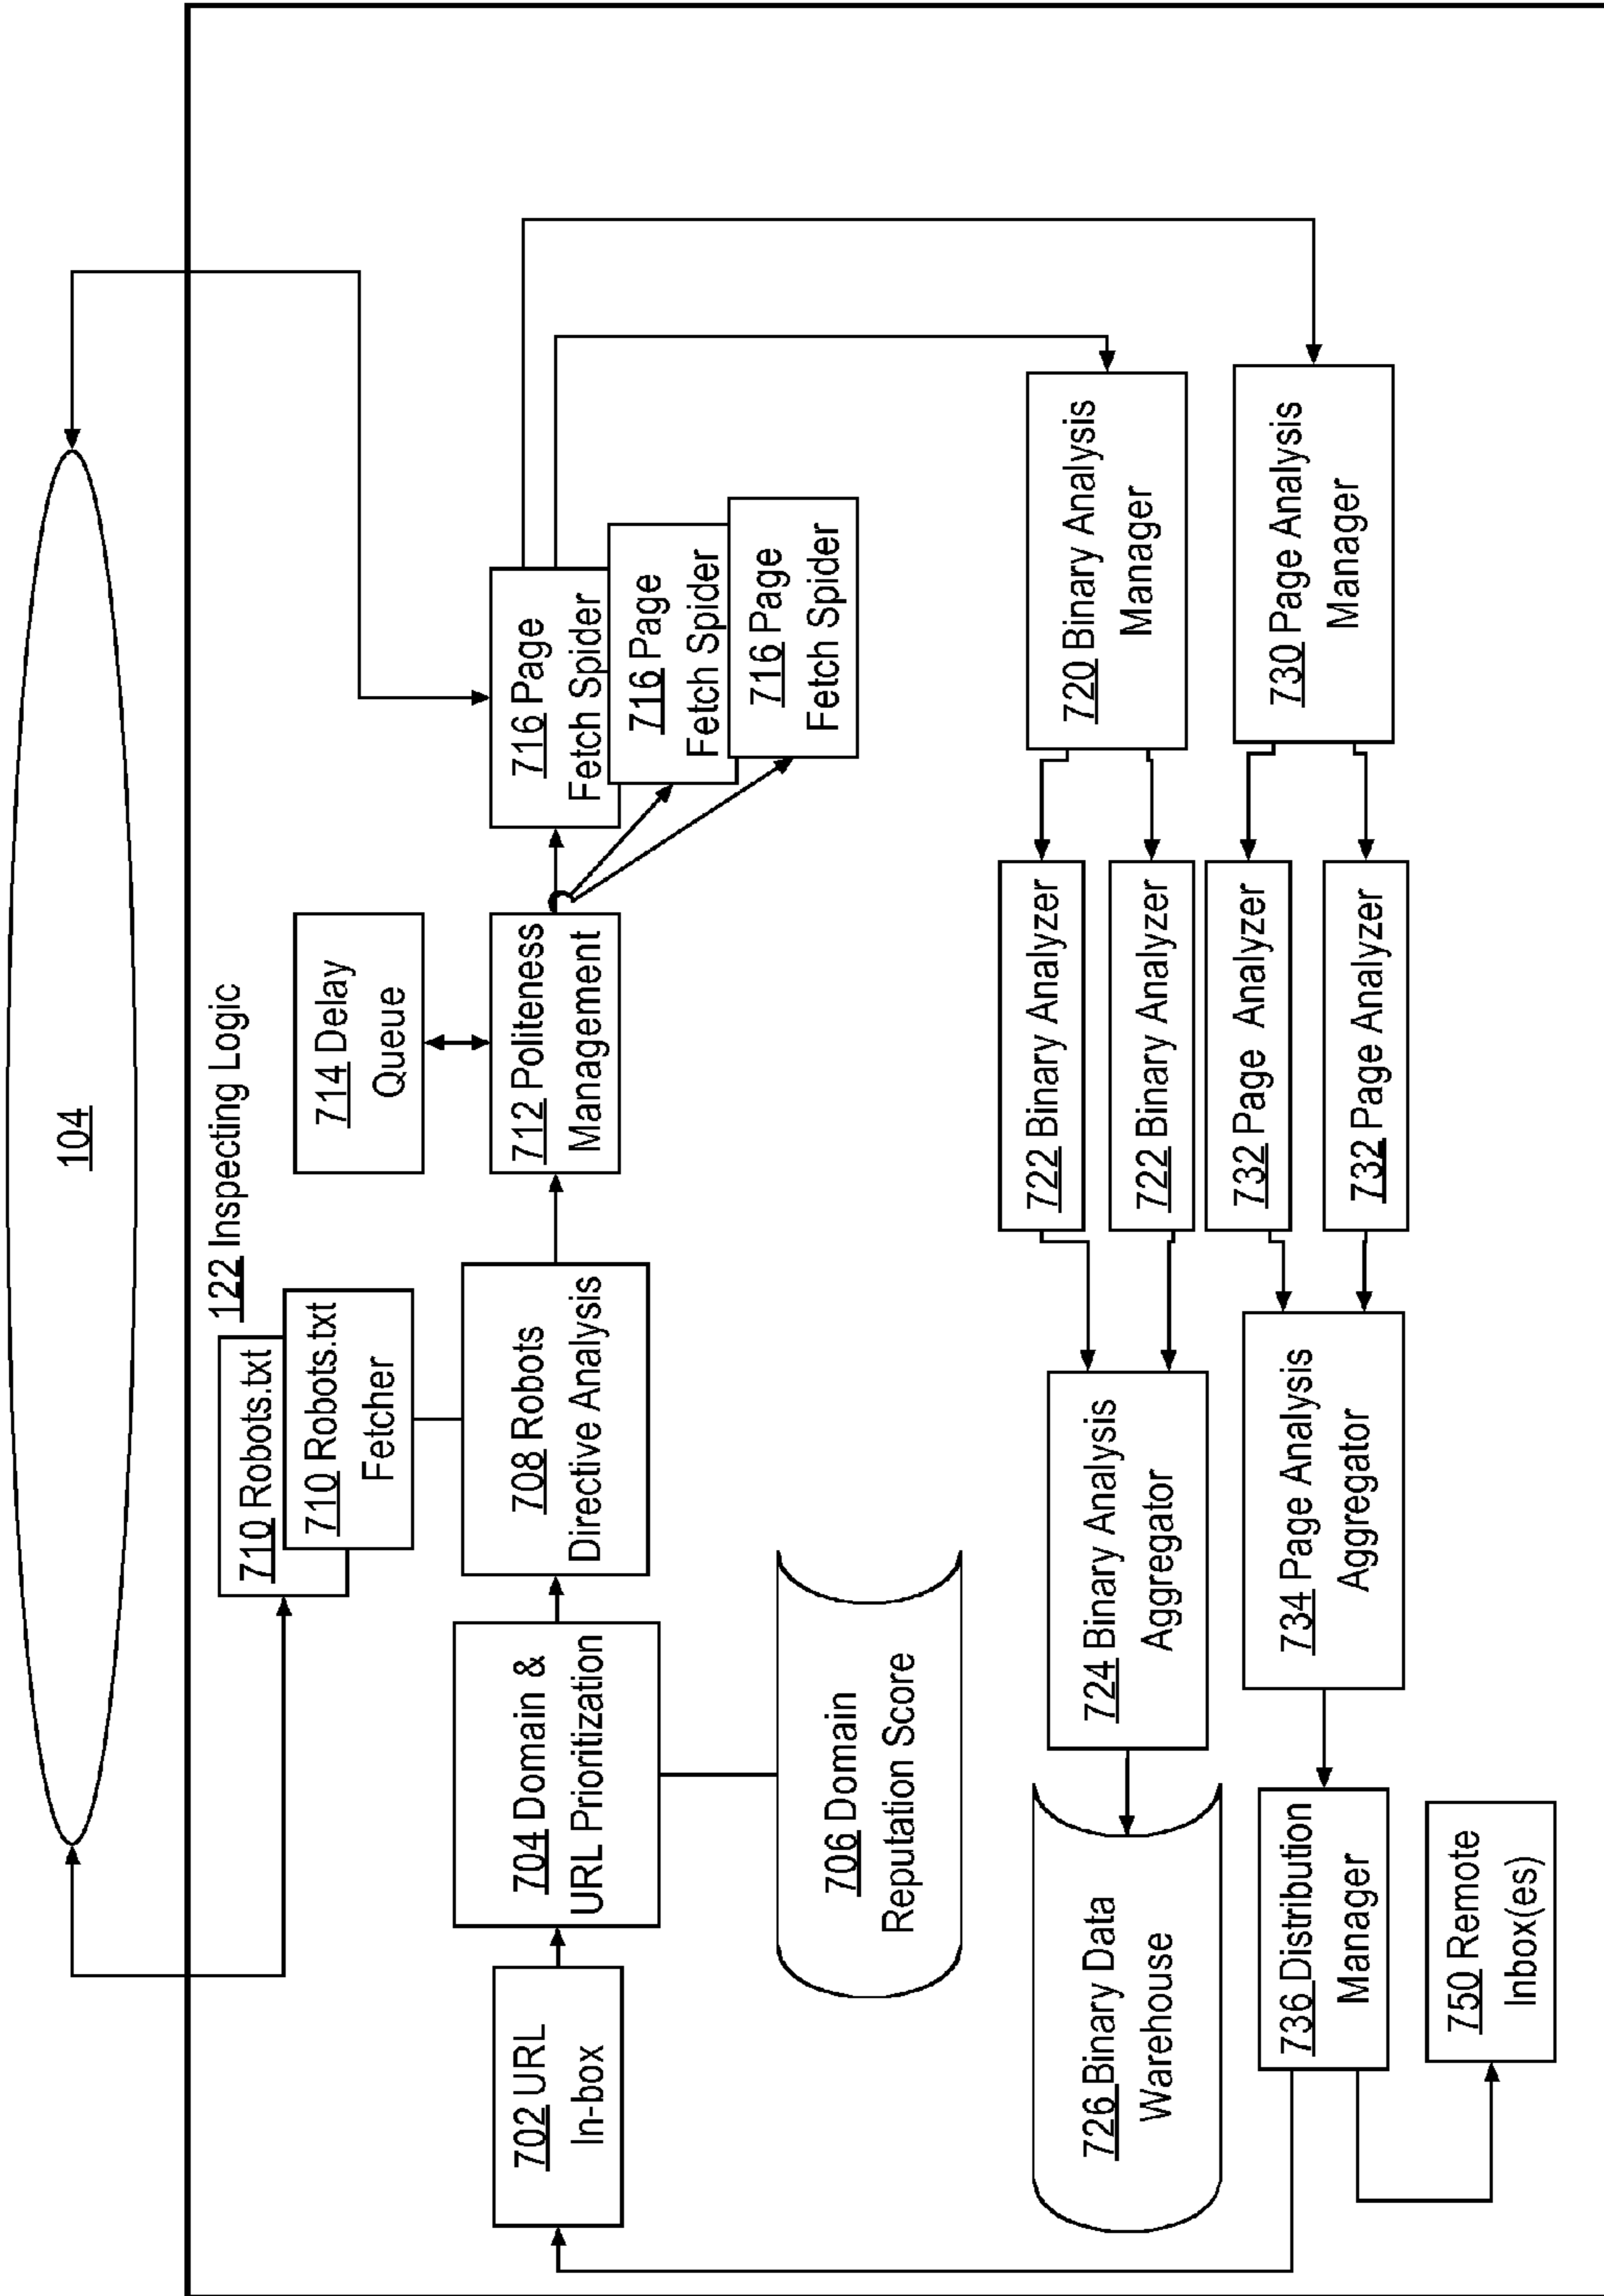 104
122 Inspecting Logic
710 Robots.txt
710 Robots.txt
Fetcher
714 Delay
Queue
702 URL
In-box
704 Domain &
URL Prioritization
708 Robots
Directive Analysis
712 Politeness
Management
716 Page
Fetch Spider
716 Page
Fetch Spider
716 Page
Fetch Spider
706 Domain
Reputation Score
726 Binary Data
Warehouse
724 Binary Analysis
Aggregator
722 Binary Analyzer
722 Binary Analyzer
720 Binary Analysis
Manager
736 Distribution
Manager
734 Page Analysis
Aggregator
732 Page Analyzer
732 Page Analyzer
730 Page Analysis
Manager
750 Remote
Inbox(es)